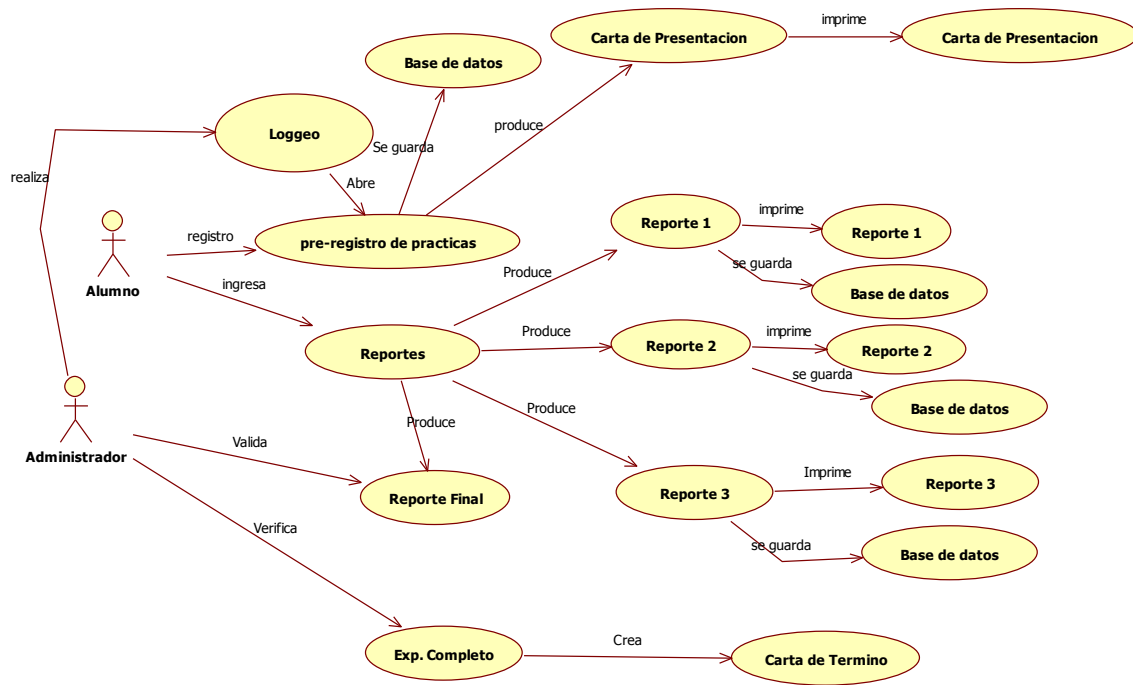 imprime
Carta de Presentacion
Carta de Presentacion
Base de datos
produce
Loggeo
Se guarda
realiza
Abre
Reporte 1
imprime
Reporte 1
registro
pre-registro de practicas
se guarda
Produce
ingresa
Alumno
Base de datos
Produce
Reporte 2
imprime
Reporte 2
Reportes
se guarda
Base de datos
Produce
Produce
Valida
Administrador
Imprime
Reporte 3
Reporte Final
Reporte 3
Verifica
se guarda
Base de datos
Crea
Exp. Completo
Carta de Termino